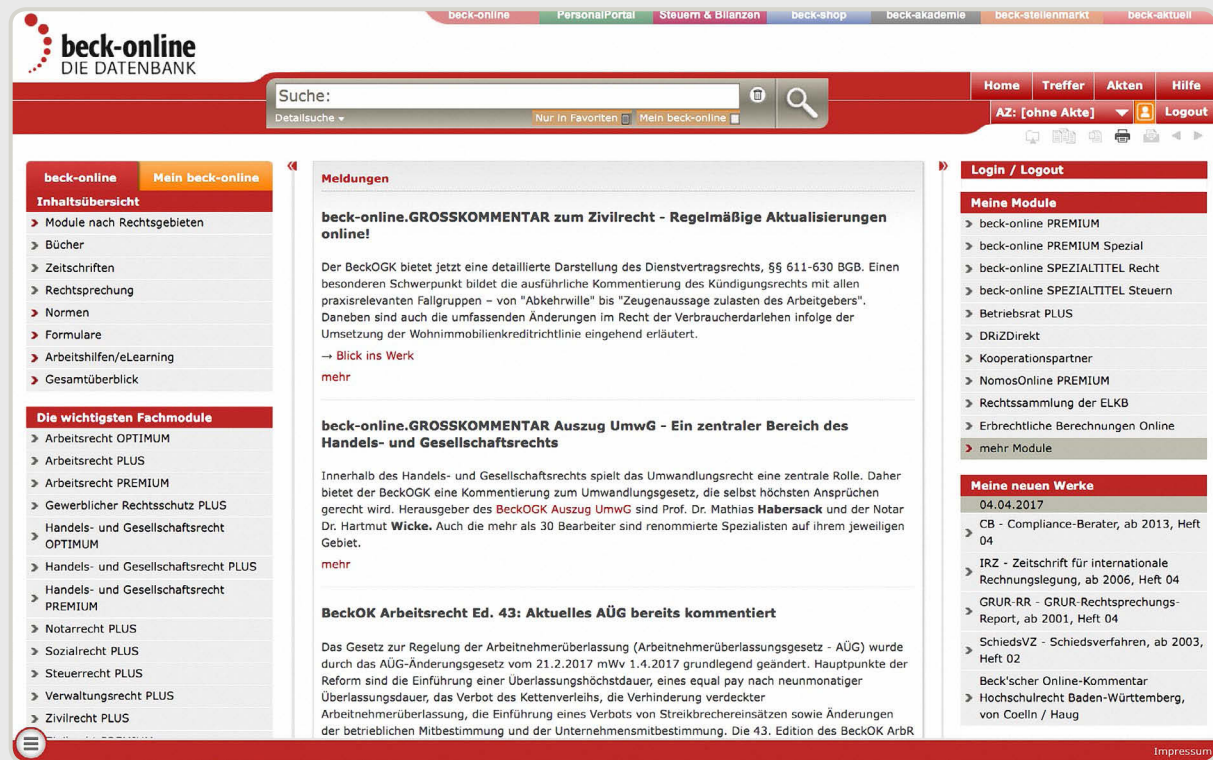 beck-online
PersonalPortal
Steuern & Bilanzen
beck-shop
beck-akademie
beck-stellenmarkt
beck-aktuell
beck-online
DIE DATENBANK
Suche:
Detailsuche
Nur in Favoriten
Mein beck-online
Home
Treffer
Akten
Hilfe
AZ: [ohne Akte]
Logout
beck-online
Mein beck-online
Inhaltsübersicht
Module nach Rechtsgebieten
Bücher
Zeitschriften
Rechtsprechung
Normen
Formulare
Arbeitshilfen/eLearning
Gesamtüberblick
Die wichtigsten Fachmodule
Arbeitsrecht OPTIMUM
Arbeitsrecht PLUS
Arbeitsrecht PREMIUM
Gewerblicher Rechtsschutz PLUS
Handels- und Gesellschaftsrecht
OPTIMUM
Handels- und Gesellschaftsrecht PLUS
Handels- und Gesellschaftsrecht
PREMIUM
Notarrecht PLUS
Sozialrecht PLUS
Steuerrecht PLUS
Verwaltungsrecht PLUS
Zivilrecht PLUS
Meldungen
beck-online.GROSSKOMMENTAR zum Zivilrecht - Regelmäßige Aktualisierungen
online!
Der BeckOGK bietet jetzt eine detaillierte Darstellung des Dienstvertragsrechts, §§ 611-630 BGB. Einen
besonderen Schwerpunkt bildet die ausführliche Kommentierung des Kündigungsrechts mit allen
praxisrelevanten Fallgruppen – von "Abkehrwille" bis "Zeugenaussage zulasten des Arbeitgebers".
Daneben sind auch die umfassenden Änderungen im Recht der Verbraucherdarlehen infolge der
Umsetzung der Wohnimmobilienkreditrichtlinie eingehend erläutert.
→ Blick ins Werk
mehr
beck-online.GROSSKOMMENTAR Auszug UmwG - Ein zentraler Bereich des
Handels- und Gesellschaftsrechts
Innerhalb des Handels- und Gesellschaftsrechts spielt das Umwandlungsrecht eine zentrale Rolle. Daher
bietet der BeckOGK eine Kommentierung zum Umwandlungsgesetz, die selbst höchsten Ansprüchen
gerecht wird. Herausgeber des BeckOGK Auszug UmwG sind Prof. Dr. Mathias Habersack und der Notar
Dr. Hartmut Wicke. Auch die mehr als 30 Bearbeiter sind renommierte Spezialisten auf ihrem jeweiligen
Gebiet.
mehr
BeckOK Arbeitsrecht Ed. 43: Aktuelles AÜG bereits kommentiert
Das Gesetz zur Regelung der Arbeitnehmerüberlassung (Arbeitnehmerüberlassungsgesetz - AÜG) wurde
durch das AÜG-Änderungsgesetz vom 21.2.2017 mWv 1.4.2017 grundlegend geändert. Hauptpunkte der
Reform sind die Einführung einer Überlassungshöchstdauer, eines equal pay nach neunmonatiger
Überlassungsdauer, das Verbot des Kettenverleihs, die Verhinderung verdeckter
Arbeitnehmerüberlassung, die Einführung eines Verbots von Streikbrechereinsätzen sowie Änderungen
der betrieblichen Mitbestimmung und der Unternehmensmitbestimmung. Die 43. Edition des BeckOK ArbR
Login / Logout
Meine Module
beck-online PREMIUM
beck-online PREMIUM Spezial
beck-online SPEZIALTITEL Recht
beck-online SPEZIALTITEL Steuern
Betriebsrat PLUS
DRiZDirekt
Kooperationspartner
NomosOnline PREMIUM
Rechtssammlung der ELKB
Erbrechtliche Berechnungen Online
mehr Module
Meine neuen Werke
04.04.2017
CB - Compliance-Berater, ab 2013, Heft
04
IRZ - Zeitschrift für internationale
Rechnungslegung, ab 2006, Heft 04
GRUR-RR - GRUR-Rechtsprechungs-
Report, ab 2001, Heft 04
SchiedsVZ - Schiedsverfahren, ab 2003,
Heft 02
Beck'scher Online-Kommentar
Hochschulrecht Baden-Württemberg,
von Coelln / Haug
Impressum